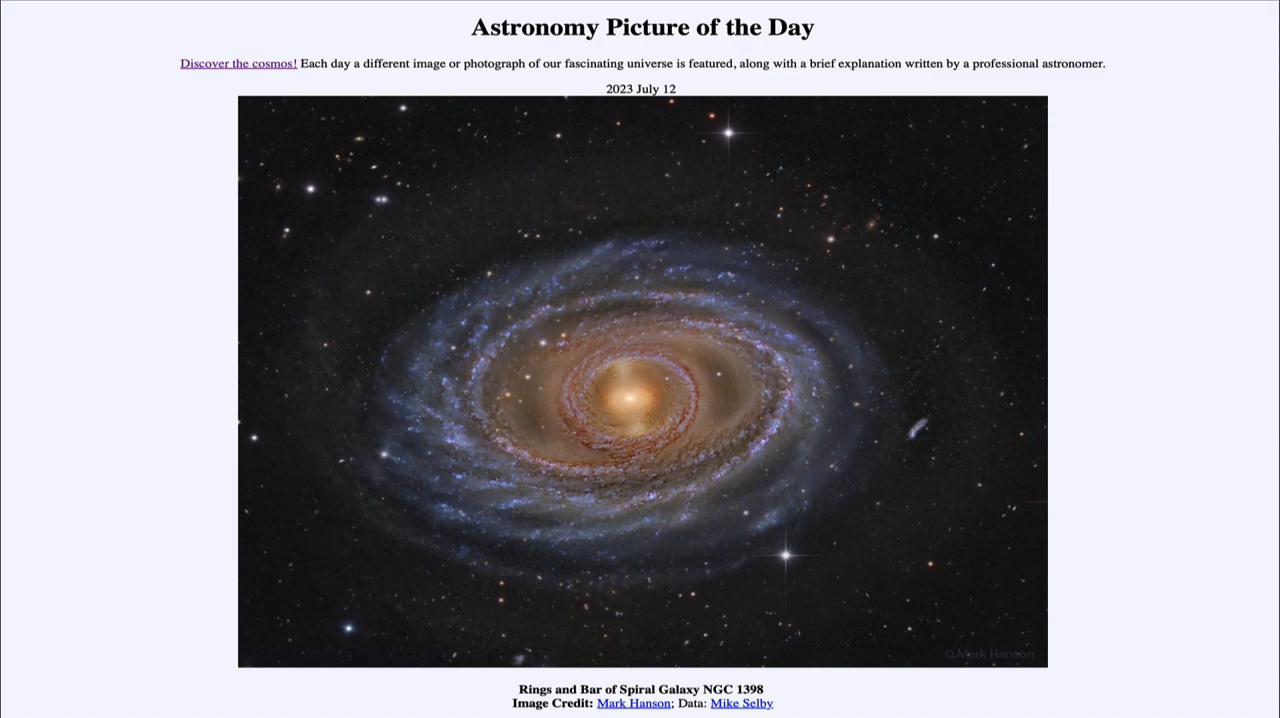 Astronomy Picture of the Day
Discover the cosmos! Each day a different image or photograph of our fascinating universe is featured, along with a brief explanation written by a professional astronomer.
2023 July 12
© Mark Hanson
Rings and Bar of Spiral Galaxy NGC 1398
Image Credit: Mark Hanson; Data: Mike Selby